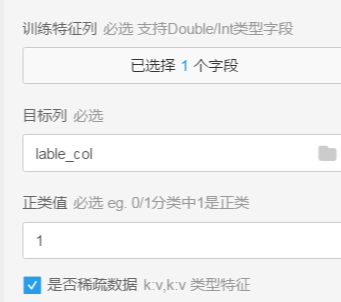 训练特征列 必选 支持Double/Int类型字段
已选择 1 个字段
目标列 必选
lable_col
正类值 必选 eg. 0/1分类中1是正类
1
是否稀疏数据 k:v,k:v 类型特征